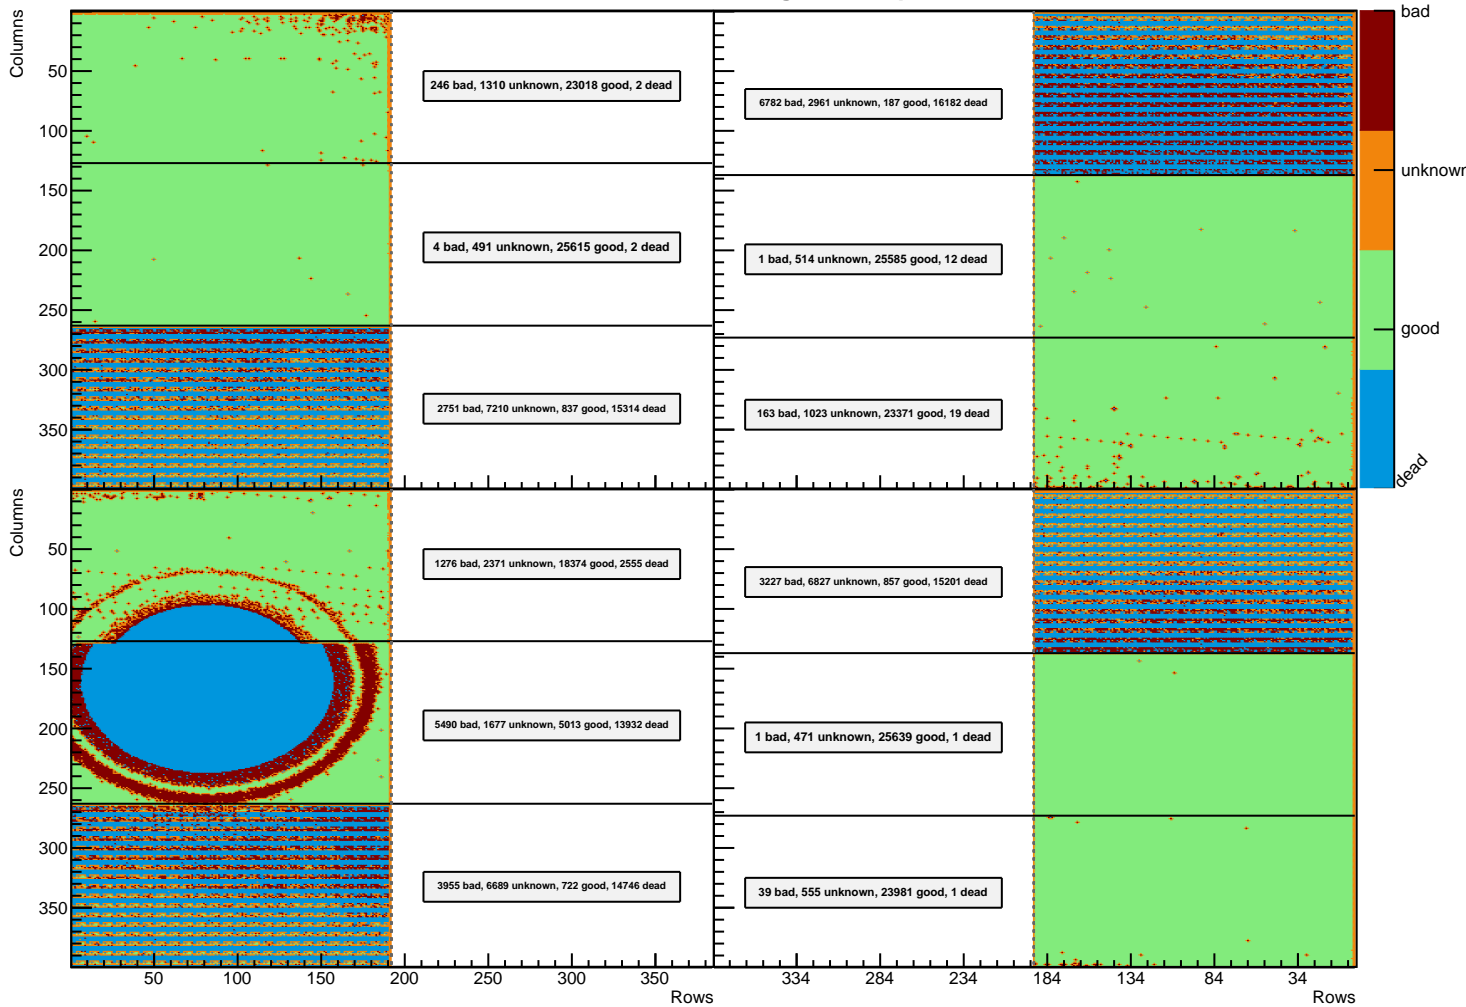 bad
unknown
good
dead
Columns
50
100
150
200
250
300
350
246 bad, 1310 unknown, 23018 good, 2 dead
4 bad, 491 unknown, 25615 good, 2 dead
2751 bad, 7210 unknown, 837 good, 15314 dead
6782 bad, 2961 unknown, 187 good, 16182 dead
1 bad, 514 unknown, 25585 good, 12 dead
163 bad, 1023 unknown, 23371 good, 19 dead
Columns
50
100
150
200
250
300
350
1276 bad, 2371 unknown, 18374 good, 2555 dead
5490 bad, 1677 unknown, 5013 good, 13932 dead
3955 bad, 6689 unknown, 722 good, 14746 dead
3227 bad, 6827 unknown, 857 good, 15201 dead
1 bad, 471 unknown, 25639 good, 1 dead
39 bad, 555 unknown, 23981 good, 1 dead
50 100 150 200 250 300 350
Rows
334 284 234 184 134 84 34
Rows